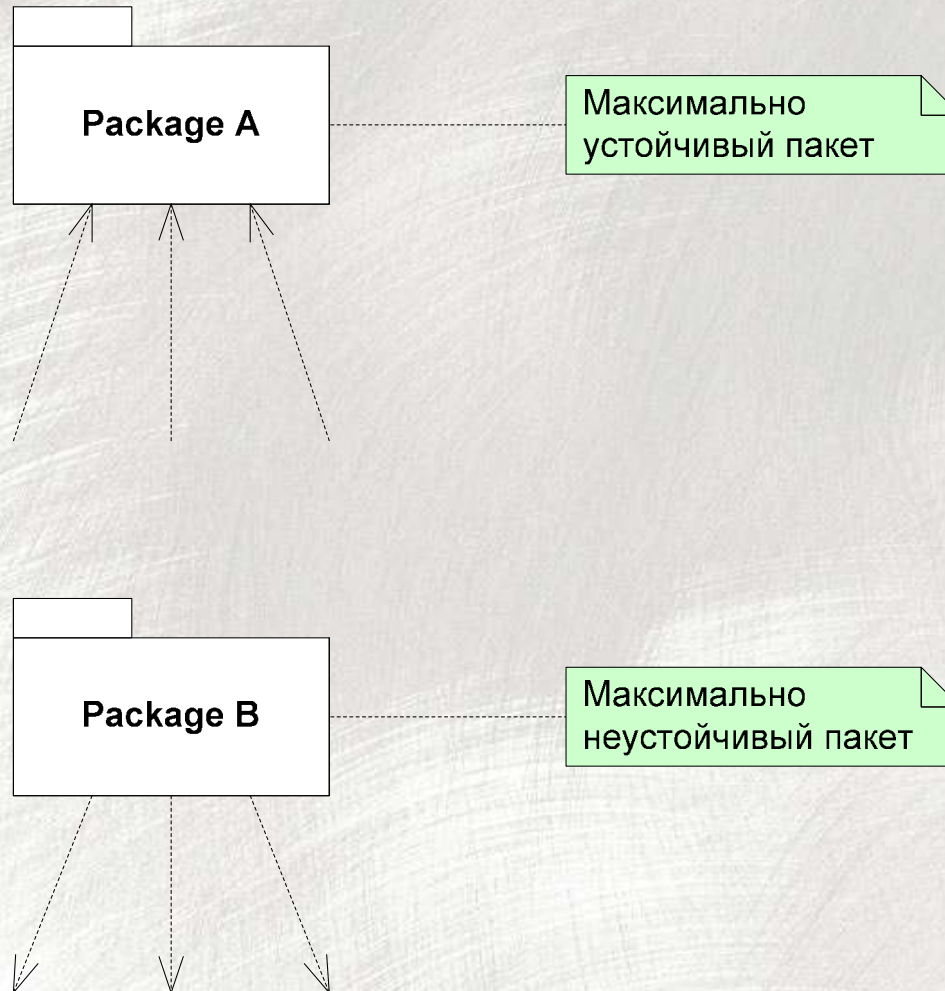 Package A
Максимально
устойчивый пакет
Package B
Максимально
неустойчивый пакет